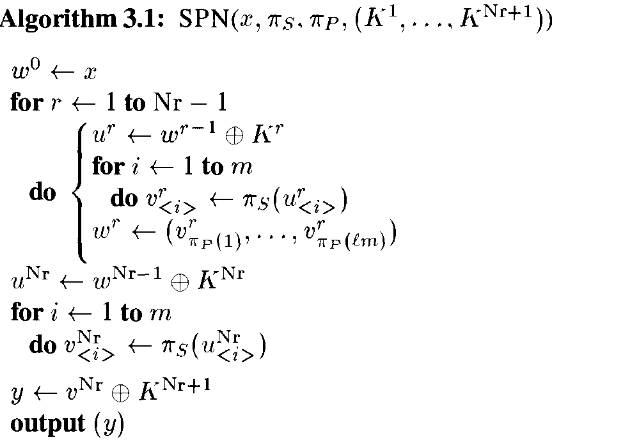 Algorithm 3.1: SPN(x, π_S, π_P, (K^1, ..., K^{Nr+1}))
w^0 ← x
for r ← 1 to Nr − 1
u^r ← w^{r−1} ⊕ K^r
for i ← 1 to m
do
do v^r_{<i>} ← π_S(u^r_{<i>})
w^r ← (v^r_{π_P(1)}, ..., v^r_{π_P(ℓm)})
u^{Nr} ← w^{Nr−1} ⊕ K^{Nr}
for i ← 1 to m
do v^{Nr}_{<i>} ← π_S(u^{Nr}_{<i>})
y ← v^{Nr} ⊕ K^{Nr+1}
output (y)